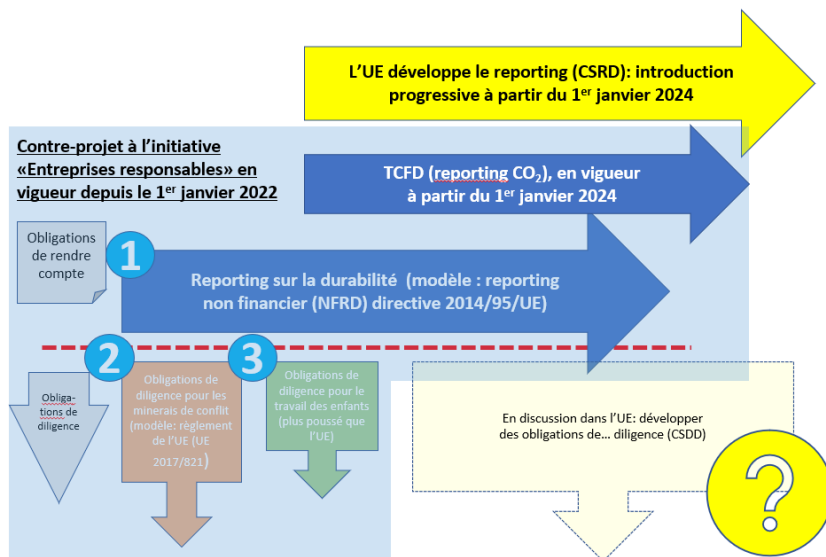 L'UE développe le reporting (CSRD): introduction
progressive à partir du 1er janvier 2024
Contre-projet à l'initiative
«Entreprises responsables» en
vigueur depuis le 1er janvier 2022
TCFD (reporting CO₂), en vigueur
à partir du 1er janvier 2024
Obligations
de rendre
compte
1
Reporting sur la durabilité (modèle : reporting
non financier (NFRD) directive 2014/95/UE)
2
3
Obliga-
tions de
diligence
Obligations de
diligence pour les
minerais de conflit
(modèle: règlement
de l'UE (UE
2017/821)
Obligations de
diligence pour le
travail des enfants
(plus poussé que
l'UE)
En discussion dans l'UE: développer
des obligations de... diligence (CSDD)
?